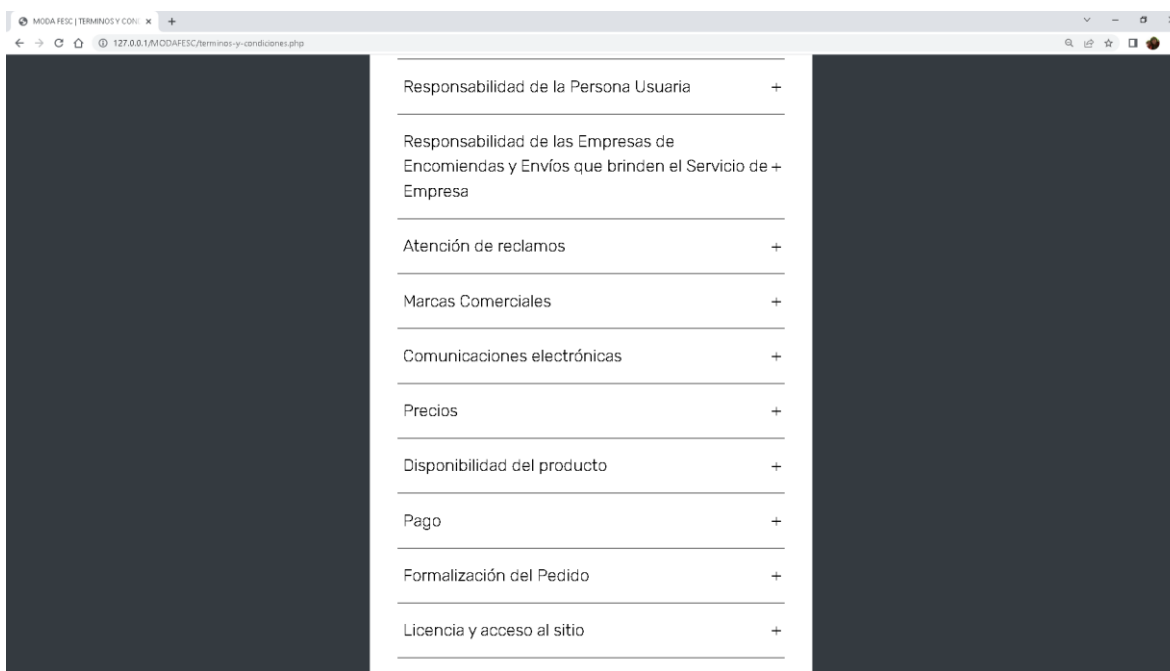 MODA FESC | TERMINOS Y CON
127.0.0.1/MODAFESC/terminos-y-condiciones.php
Responsabilidad de la Persona Usuaria +
Responsabilidad de las Empresas de
Encomiendas y Envíos que brinden el Servicio de +
Empresa
Atención de reclamos +
Marcas Comerciales +
Comunicaciones electrónicas +
Precios +
Disponibilidad del producto +
Pago +
Formalización del Pedido +
Licencia y acceso al sitio +